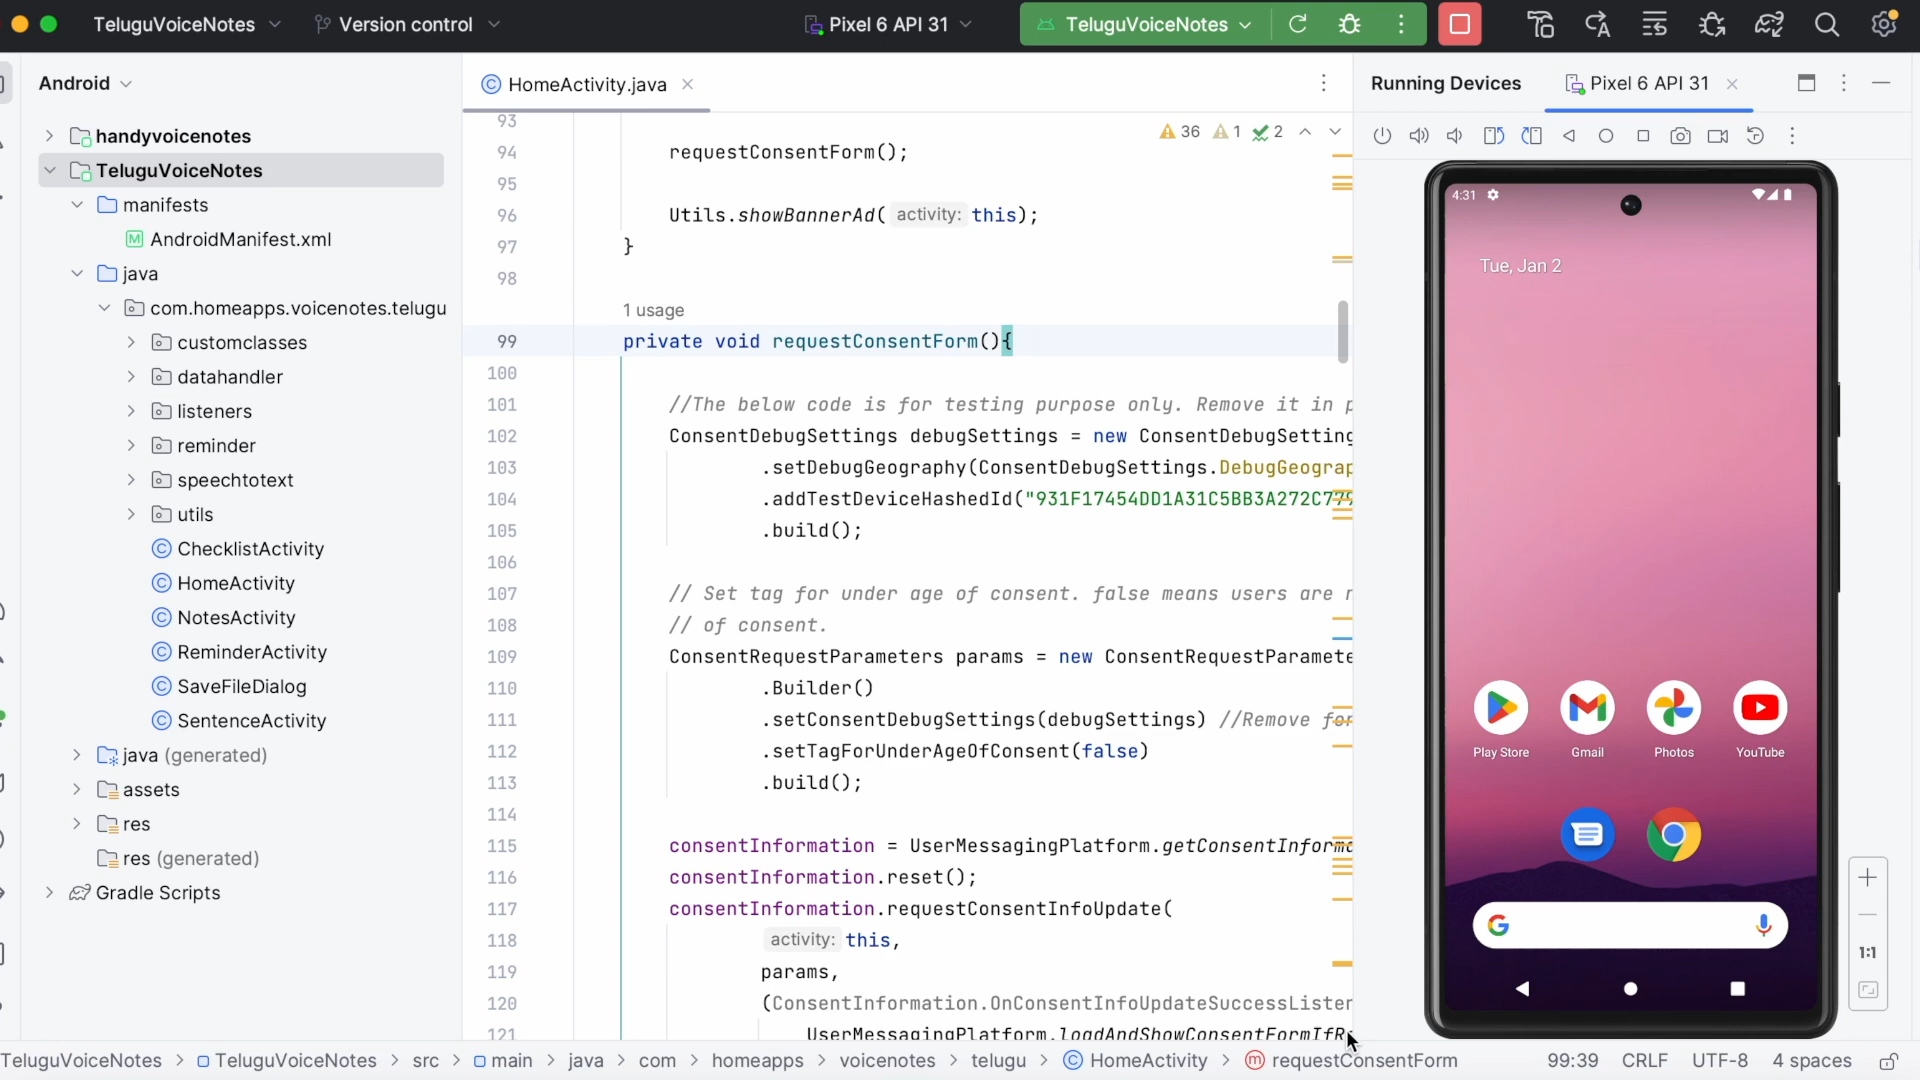 TeluguVoiceNotes
Version control
Pixel 6 API 31
TeluguVoiceNotes
Android
HomeActivity.java
Running Devices
Pixel 6 API 31
handyvoicenotes
TeluguVoiceNotes
manifests
AndroidManifest.xml
java
com.homeapps.voicenotes.telugu
customclasses
datahandler
listeners
reminder
speechtotext
utils
ChecklistActivity
HomeActivity
NotesActivity
ReminderActivity
SaveFileDialog
SentenceActivity
java (generated)
assets
res
res (generated)
Gradle Scripts
36 1 2
93
94 requestConsentForm();
95
96 Utils.showBannerAd( activity: this);
97 }
98
1 usage
99 private void requestConsentForm(){
100
101 //The below code is for testing purpose only. Remove it in p
102 ConsentDebugSettings debugSettings = new ConsentDebugSetting
103 .setDebugGeography(ConsentDebugSettings.DebugGeograp
104 .addTestDeviceHashedId("931F17454DD1A31C5BB3A272C779
105 .build();
106
107 // Set tag for under age of consent. false means users are n
108 // of consent.
109 ConsentRequestParameters params = new ConsentRequestParamete
110 .Builder()
111 .setConsentDebugSettings(debugSettings) //Remove for
112 .setTagForUnderAgeOfConsent(false)
113 .build();
114
115 consentInformation = UserMessagingPlatform.getConsentInforma
116 consentInformation.reset();
117 consentInformation.requestConsentInfoUpdate(
118 activity: this,
119 params,
120 (ConsentInformation.OnConsentInfoUpdateSuccessListen
121 UserMessagingPlatform.loadAndShowConsentFormIfR
4:31
Tue, Jan 2
Play Store Gmail Photos YouTube
1:1
TeluguVoiceNotes > TeluguVoiceNotes > src > main > java > com > homeapps > voicenotes > telugu > HomeActivity > requestConsentForm
99:39 CRLF UTF-8 4 spaces